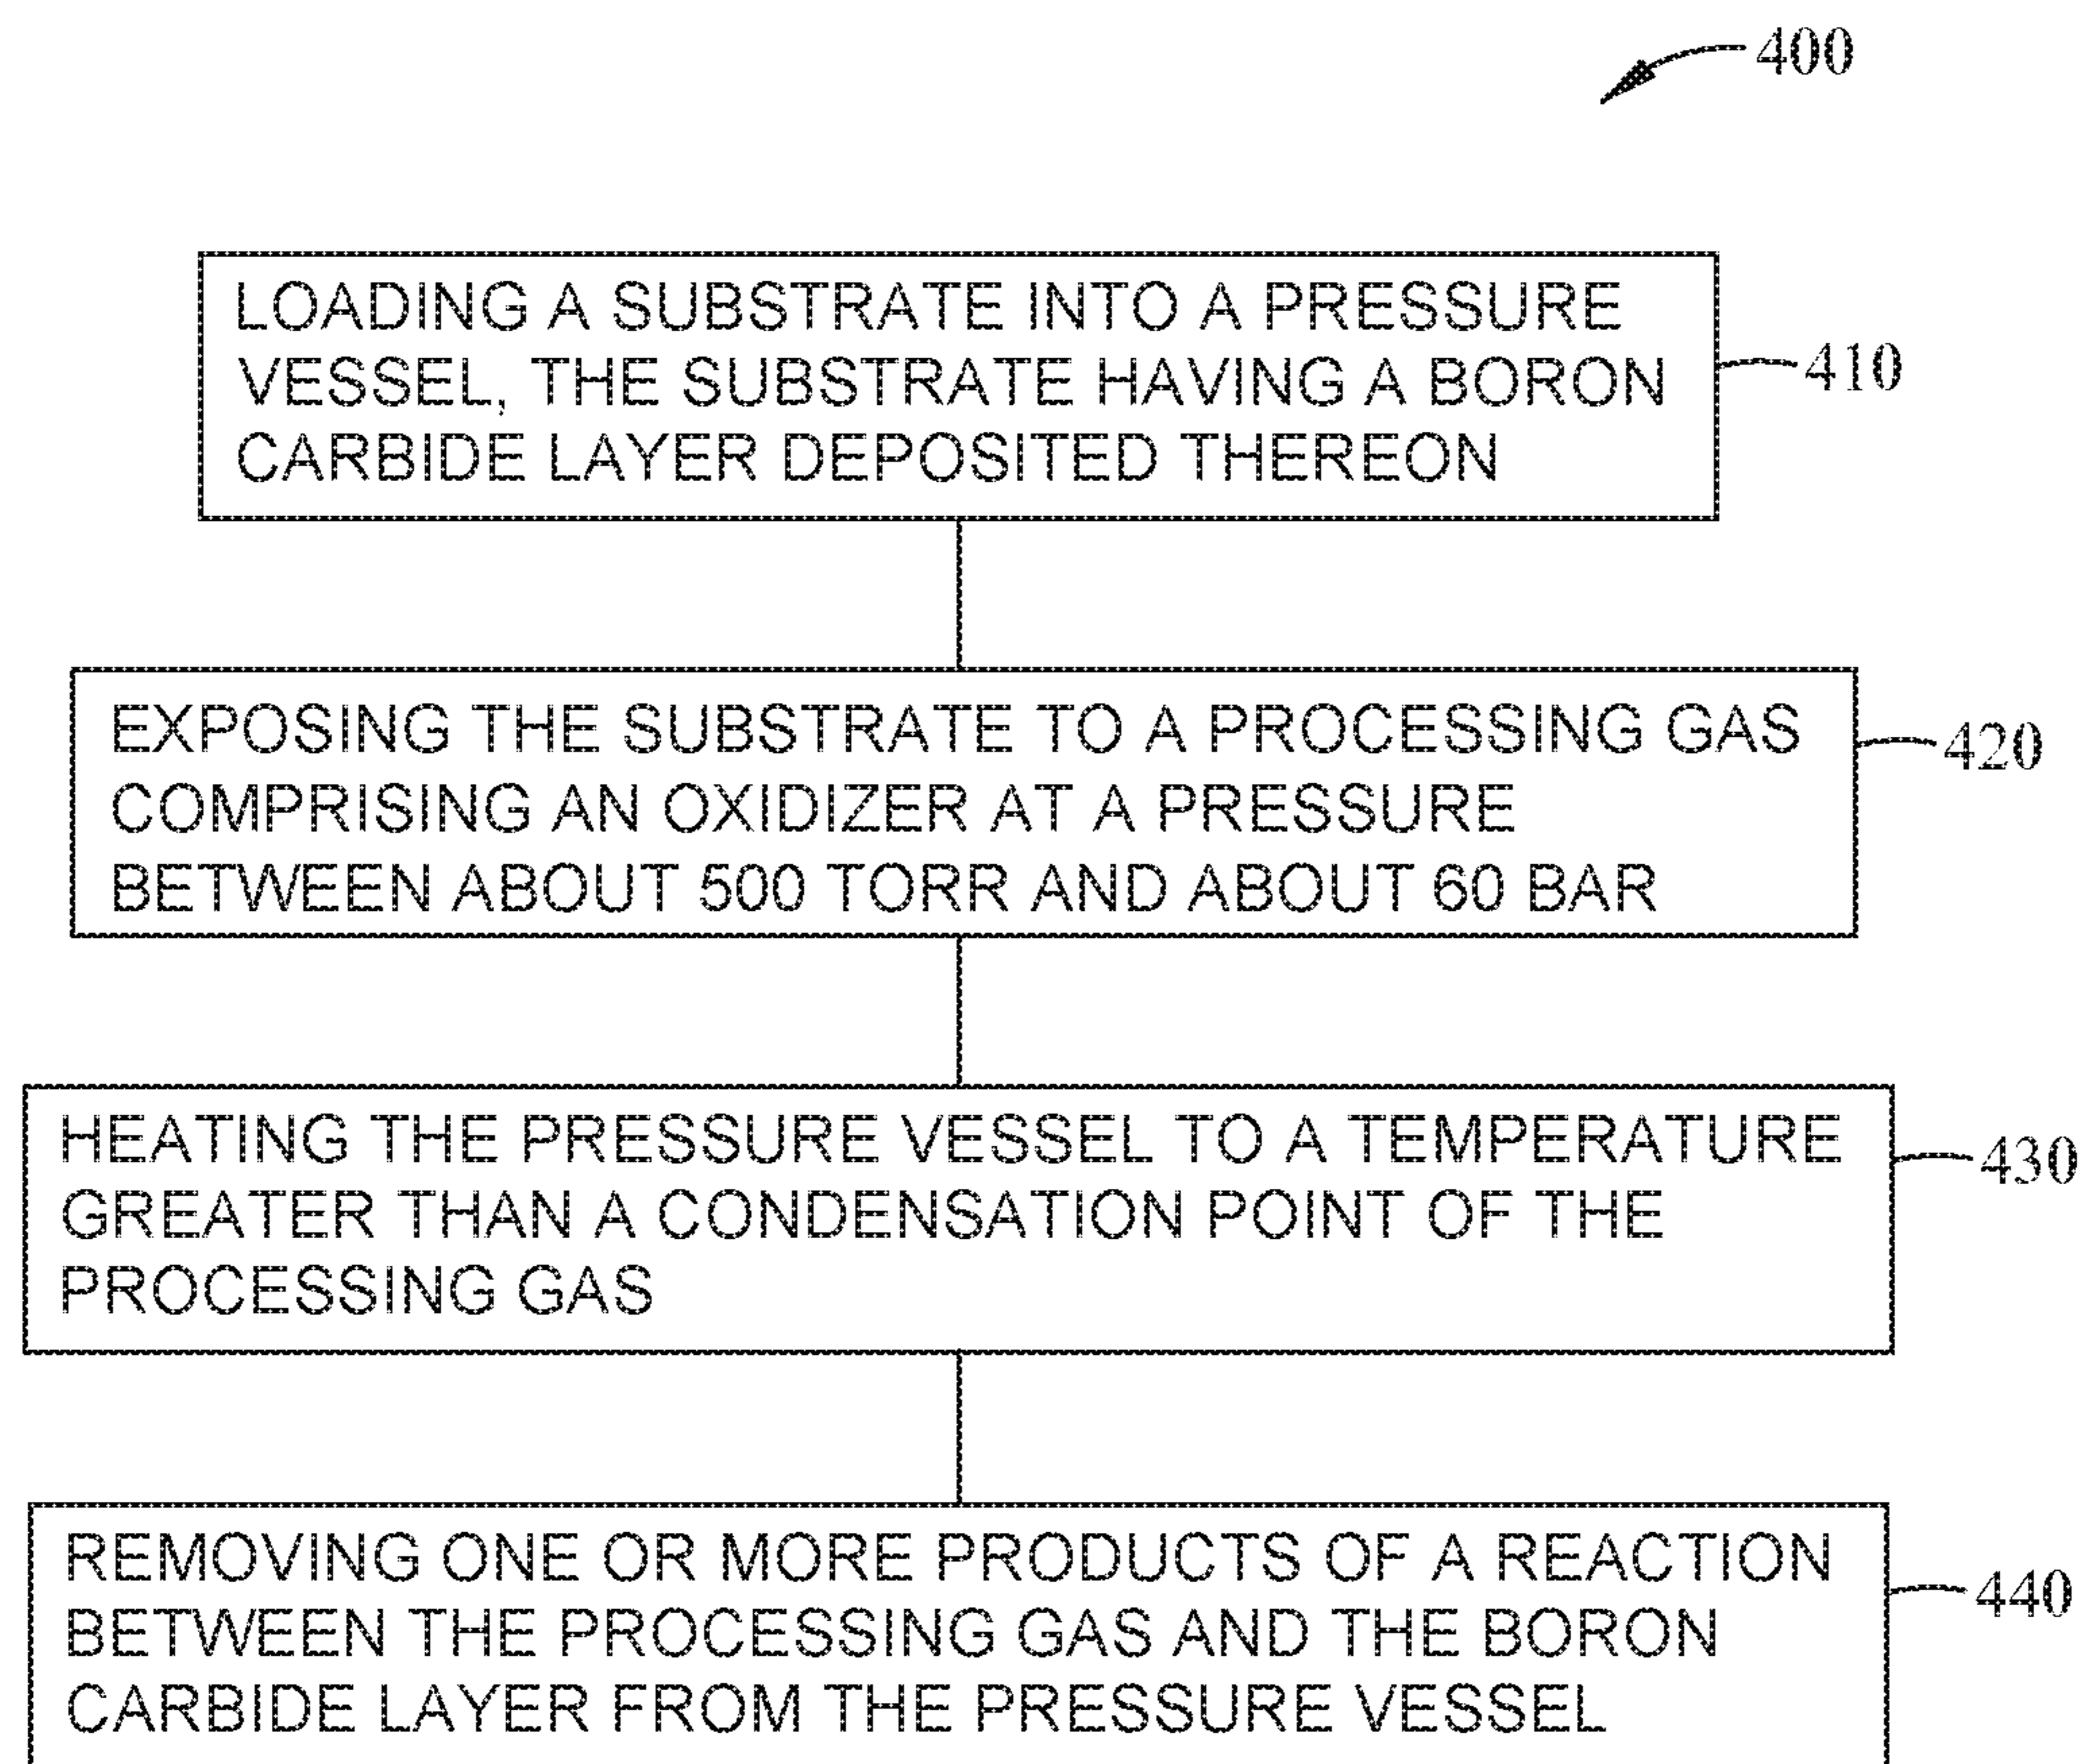 400
LOADING A SUBSTRATE INTO A PRESSURE
VESSEL, THE SUBSTRATE HAVING A BORON
CARBIDE LAYER DEPOSITED THEREON
410
EXPOSING THE SUBSTRATE TO A PROCESSING GAS
COMPRISING AN OXIDIZER AT A PRESSURE
BETWEEN ABOUT 500 TORR AND ABOUT 60 BAR
420
HEATING THE PRESSURE VESSEL TO A TEMPERATURE
GREATER THAN A CONDENSATION POINT OF THE
PROCESSING GAS
430
REMOVING ONE OR MORE PRODUCTS OF A REACTION
BETWEEN THE PROCESSING GAS AND THE BORON
CARBIDE LAYER FROM THE PRESSURE VESSEL
440